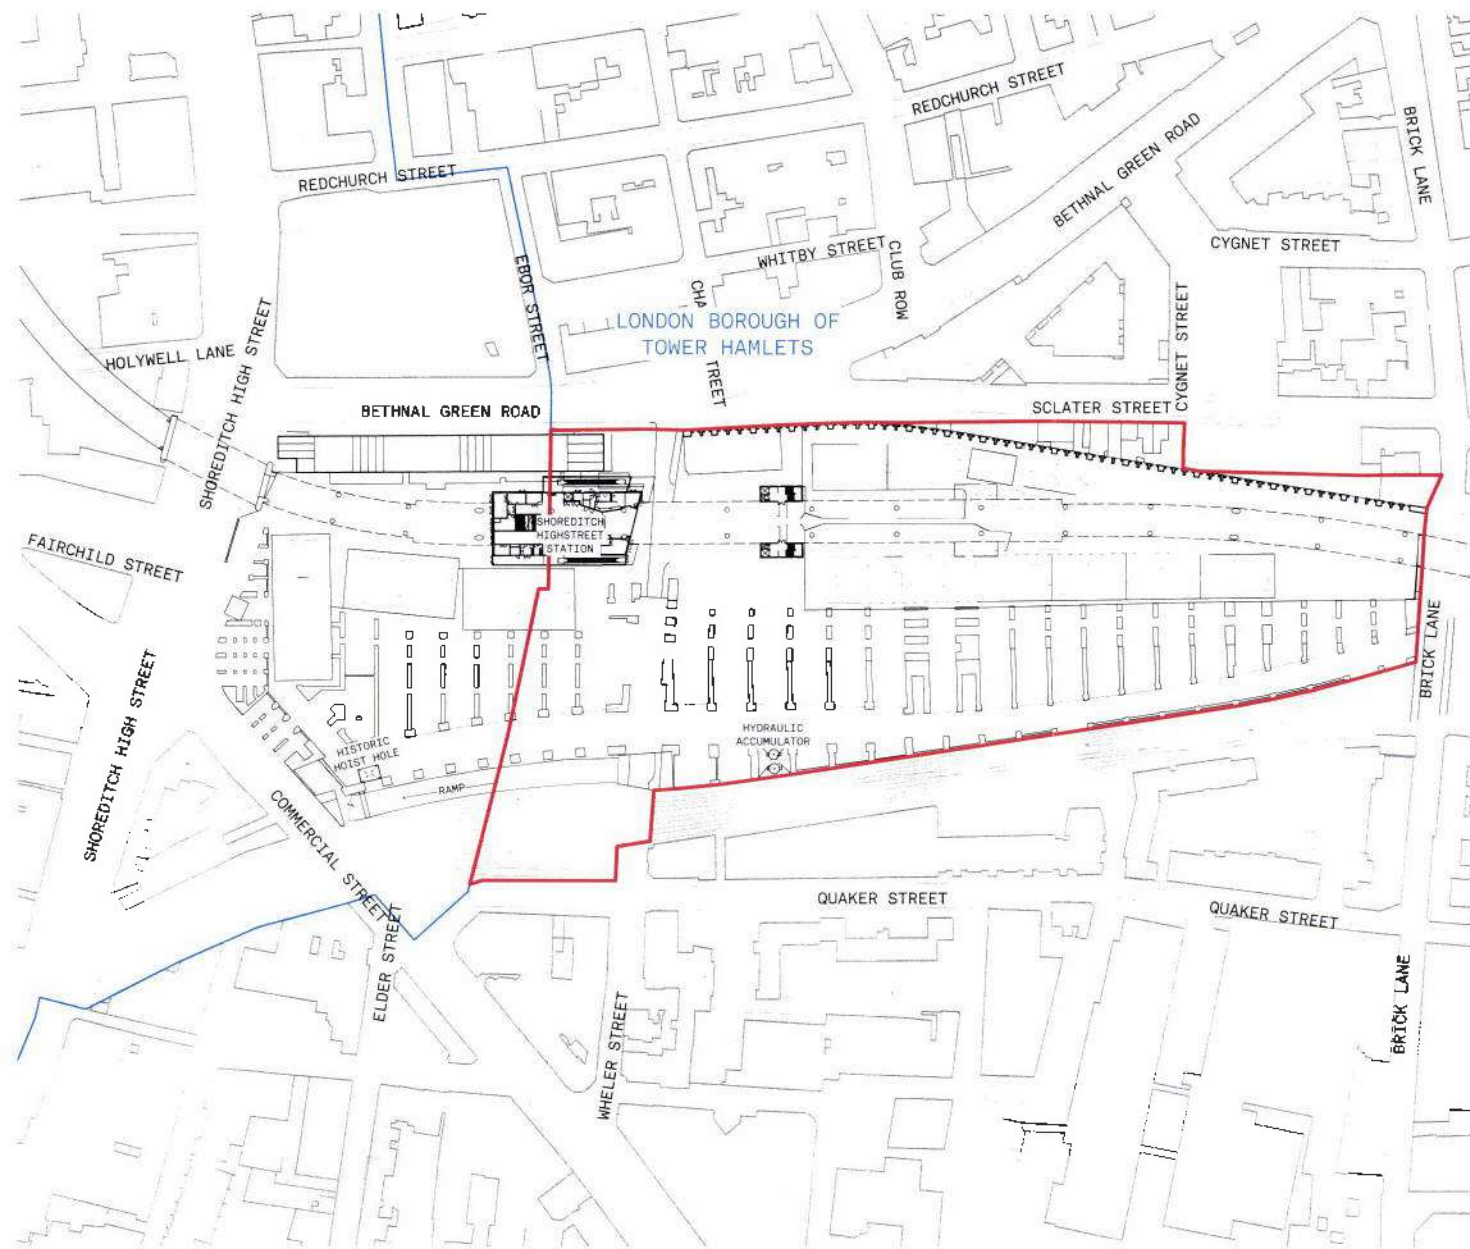 REDCHURCH STREET
BETHNAL GREEN ROAD
BRICK LANE
REDCHURCH STREET
WHITBY STREET
CLUB ROW
CYGNET STREET
EBOR STREET
CHA
TREET
LONDON BOROUGH OF
TOWER HAMLETS
CYGNET STREET
HOLYWELL LANE
SHOREDITCH HIGH STREET
BETHNAL GREEN ROAD
SCLATER STREET
SHOREDITCH
HIGHSTREET
STATION
FAIRCHILD STREET
BRICK LANE
SHOREDITCH HIGH STREET
HISTORIC
HOIST HOLE
HYDRAULIC
ACCUMULATOR
RAMP
COMMERCIAL STREET
QUAKER STREET
QUAKER STREET
ELDER STREET
BRICK LANE
WHELER STREET